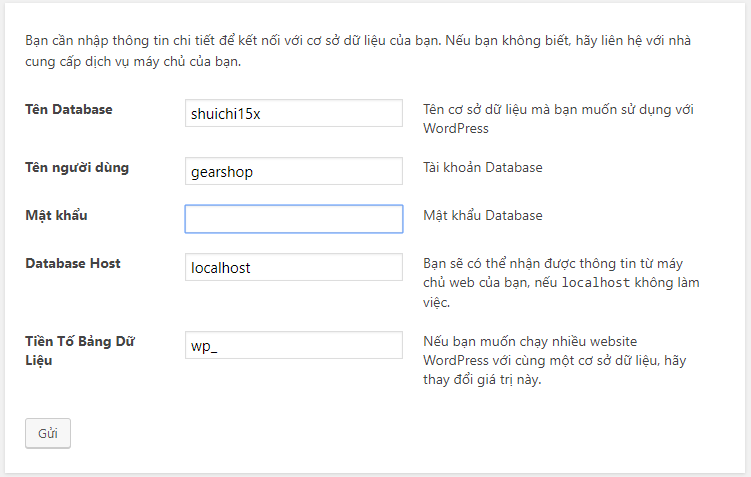 Bạn cần nhập thông tin chi tiết để kết nối với cơ sở dữ liệu của bạn. Nếu bạn không biết, hãy liên hệ với nhà
cung cấp dịch vụ máy chủ của bạn.
Tên Database
shuichi15x
Tên cơ sở dữ liệu mà bạn muốn sử dụng với
WordPress
Tên người dùng
gearshop
Tài khoản Database
Mật khẩu
Mật khẩu Database
Database Host
localhost
Bạn sẽ có thể nhận được thông tin từ máy
chủ web của bạn, nếu localhost không làm
việc.
Tiền Tố Bảng Dữ
Liệu
wp_
Nếu bạn muốn chạy nhiều website
WordPress với cùng một cơ sở dữ liệu, hãy
thay đổi giá trị này.
Gửi